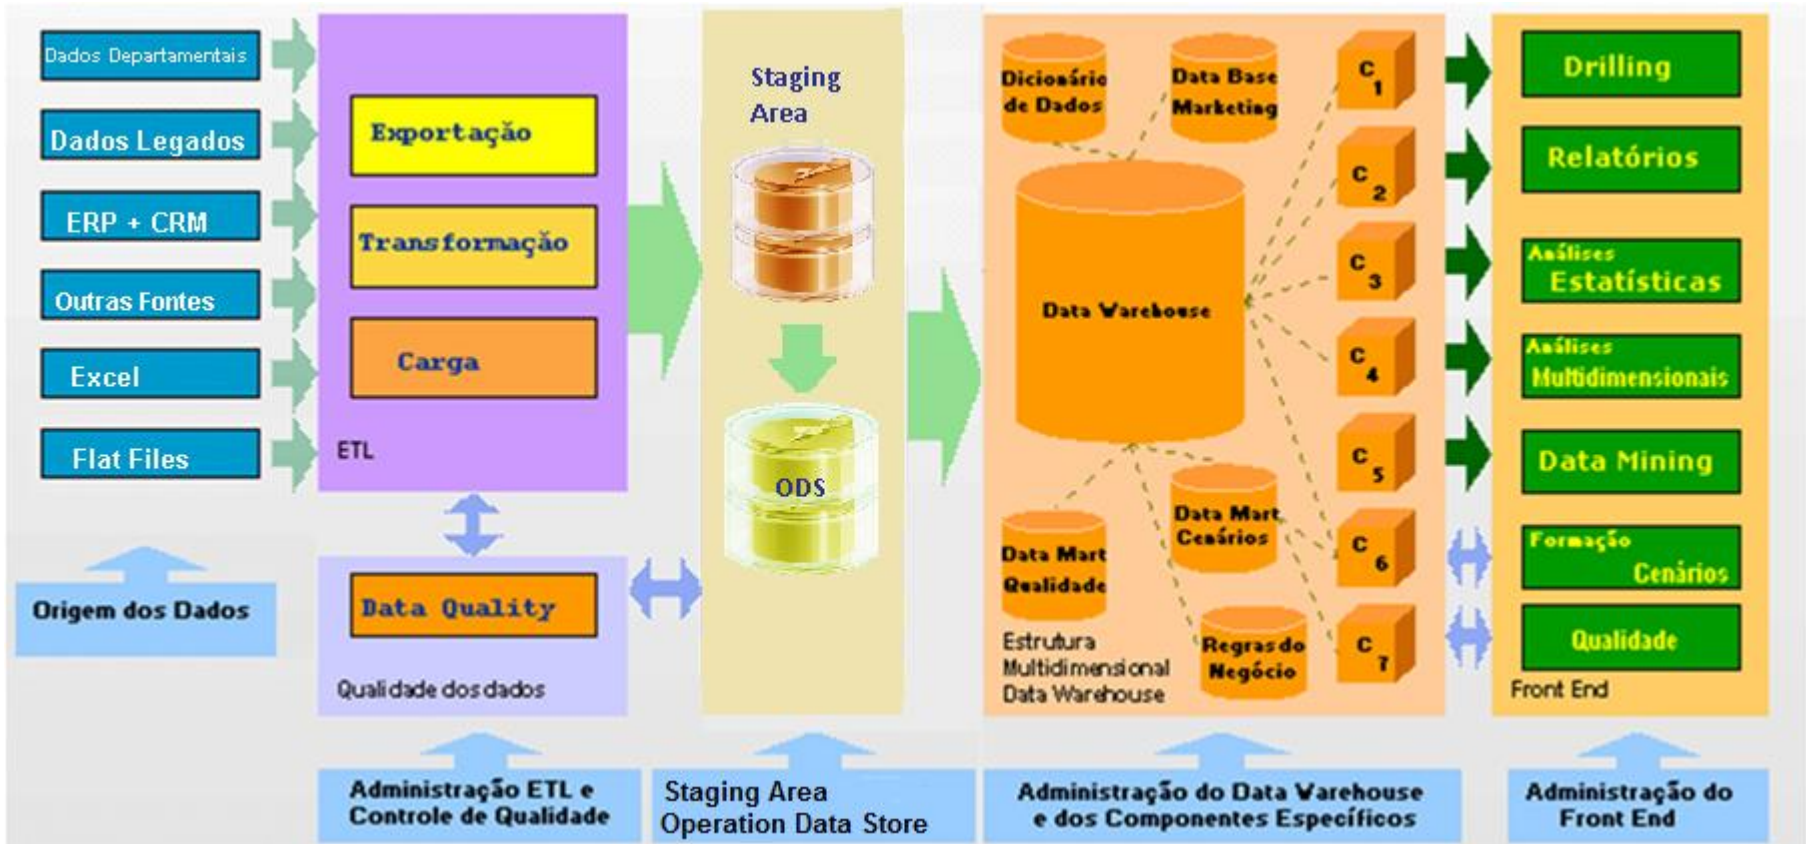 Dados Departamentais
Dados Legados
ERP + CRM
Outras Fontes
Excel
Flat Files
Origem dos Dados
Exportação
Transformação
Carga
ETL
Data Quality
Qualidade dos dados
Administração ETL e
Controle de Qualidade
Staging
Area
ODS
Staging Area
Operation Data Store
Dicionário
de Dados
Data Base
Marketing
Data Warehouse
Data Mart
Qualidade
Data Mart
Cenários
Regras do
Negócio
Estrutura
Multidimensional
Data Warehouse
C 1
C 2
C 3
C 4
C 5
C 6
C 7
Administração do Data Warehouse
e dos Componentes Específicos
Drilling
Relatórios
Análises
Estatísticas
Análises
Multidimensionais
Data Mining
Formação
Cenários
Qualidade
Front End
Administração do
Front End